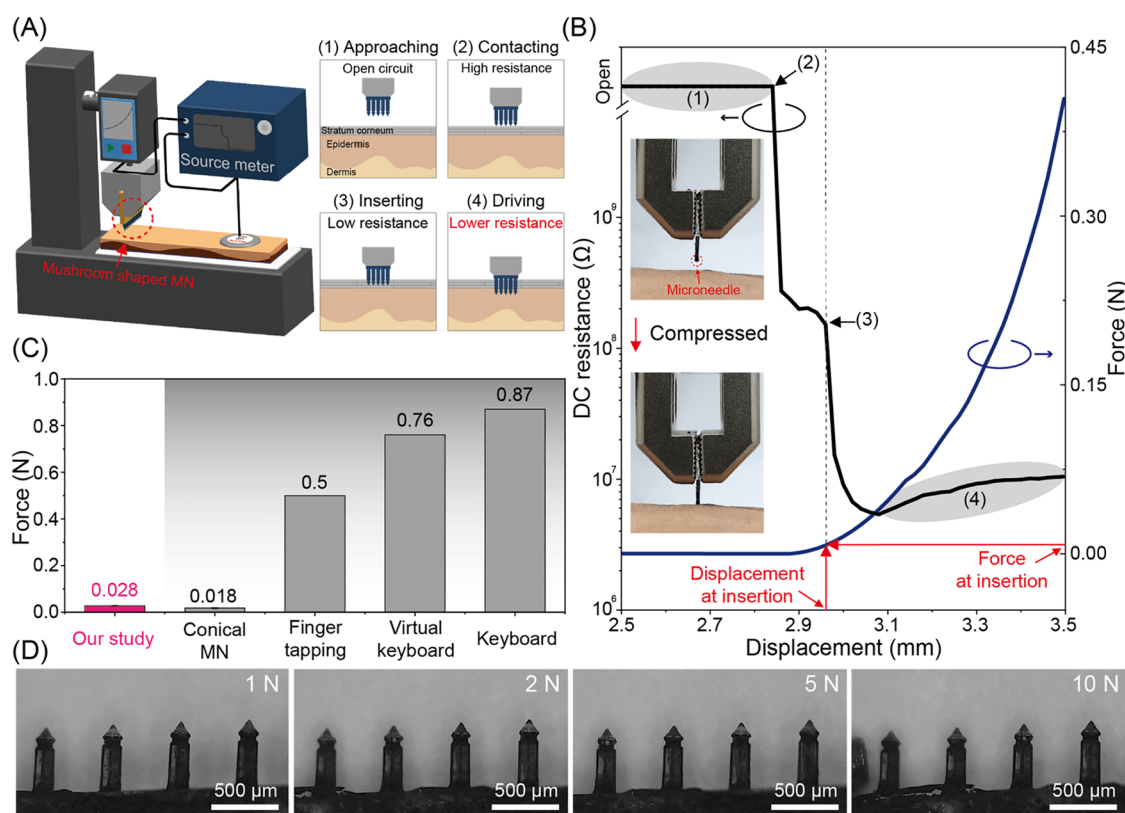 (A)
Source meter
Mushroom shaped MN
(1) Approaching
Open circuit
Stratum corneum
Epidermis
Dermis
(2) Contacting
High resistance
(3) Inserting
Low resistance
(4) Driving
Lower resistance
(B)
DC resistance (Ω)
Open
10⁹
10⁸
10⁷
10⁶
(1)
(2)
(3)
(4)
Microneedle
Compressed
Displacement
at insertion
Force
at insertion
0.45
0.30
0.15
0.00
Force (N)
2.5
2.7
2.9
3.1
3.3
3.5
Displacement (mm)
(C)
Force (N)
1.0
0.8
0.6
0.4
0.2
0.0
0.028
0.018
0.5
0.76
0.87
Our study
Conical
MN
Finger
tapping
Virtual
keyboard
Keyboard
(D)
1 N
500 μm
2 N
500 μm
5 N
500 μm
10 N
500 μm